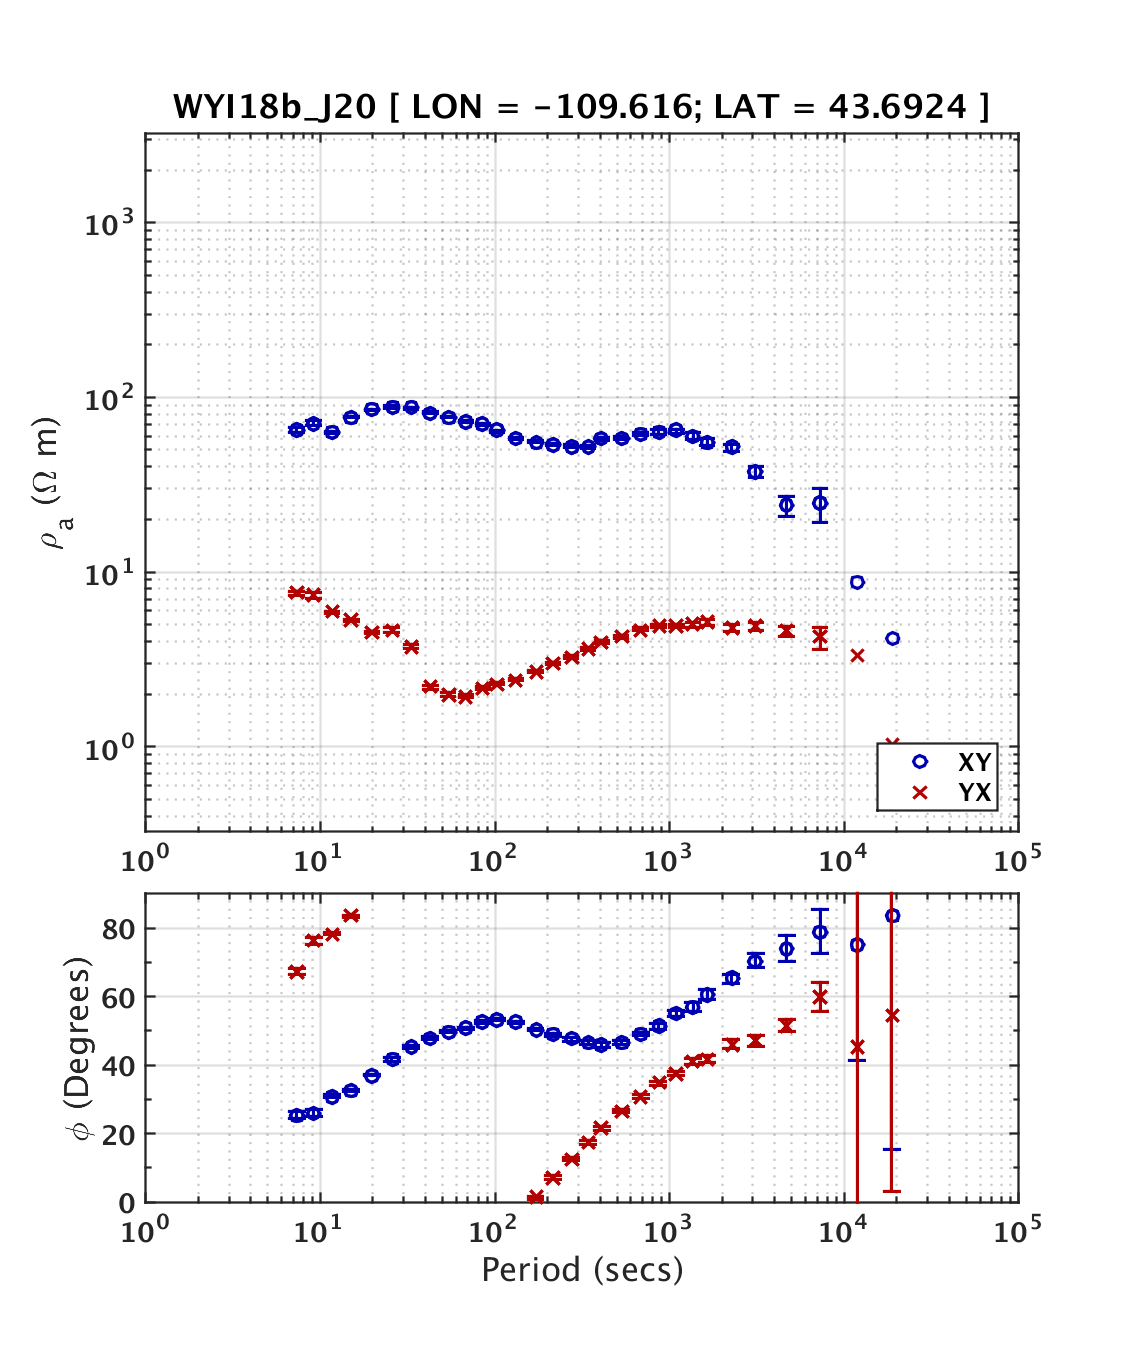 WYI18b_J20 [ LON = −109.616; LAT = 43.6924 ]
10³
10²
10¹
10⁰
ρa (Ω m)
XY
YX
10⁰ 10¹ 10² 10³ 10⁴ 10⁵
80
60
40
20
0
ϕ (Degrees)
10⁰ 10¹ 10² 10³ 10⁴ 10⁵
Period (secs)